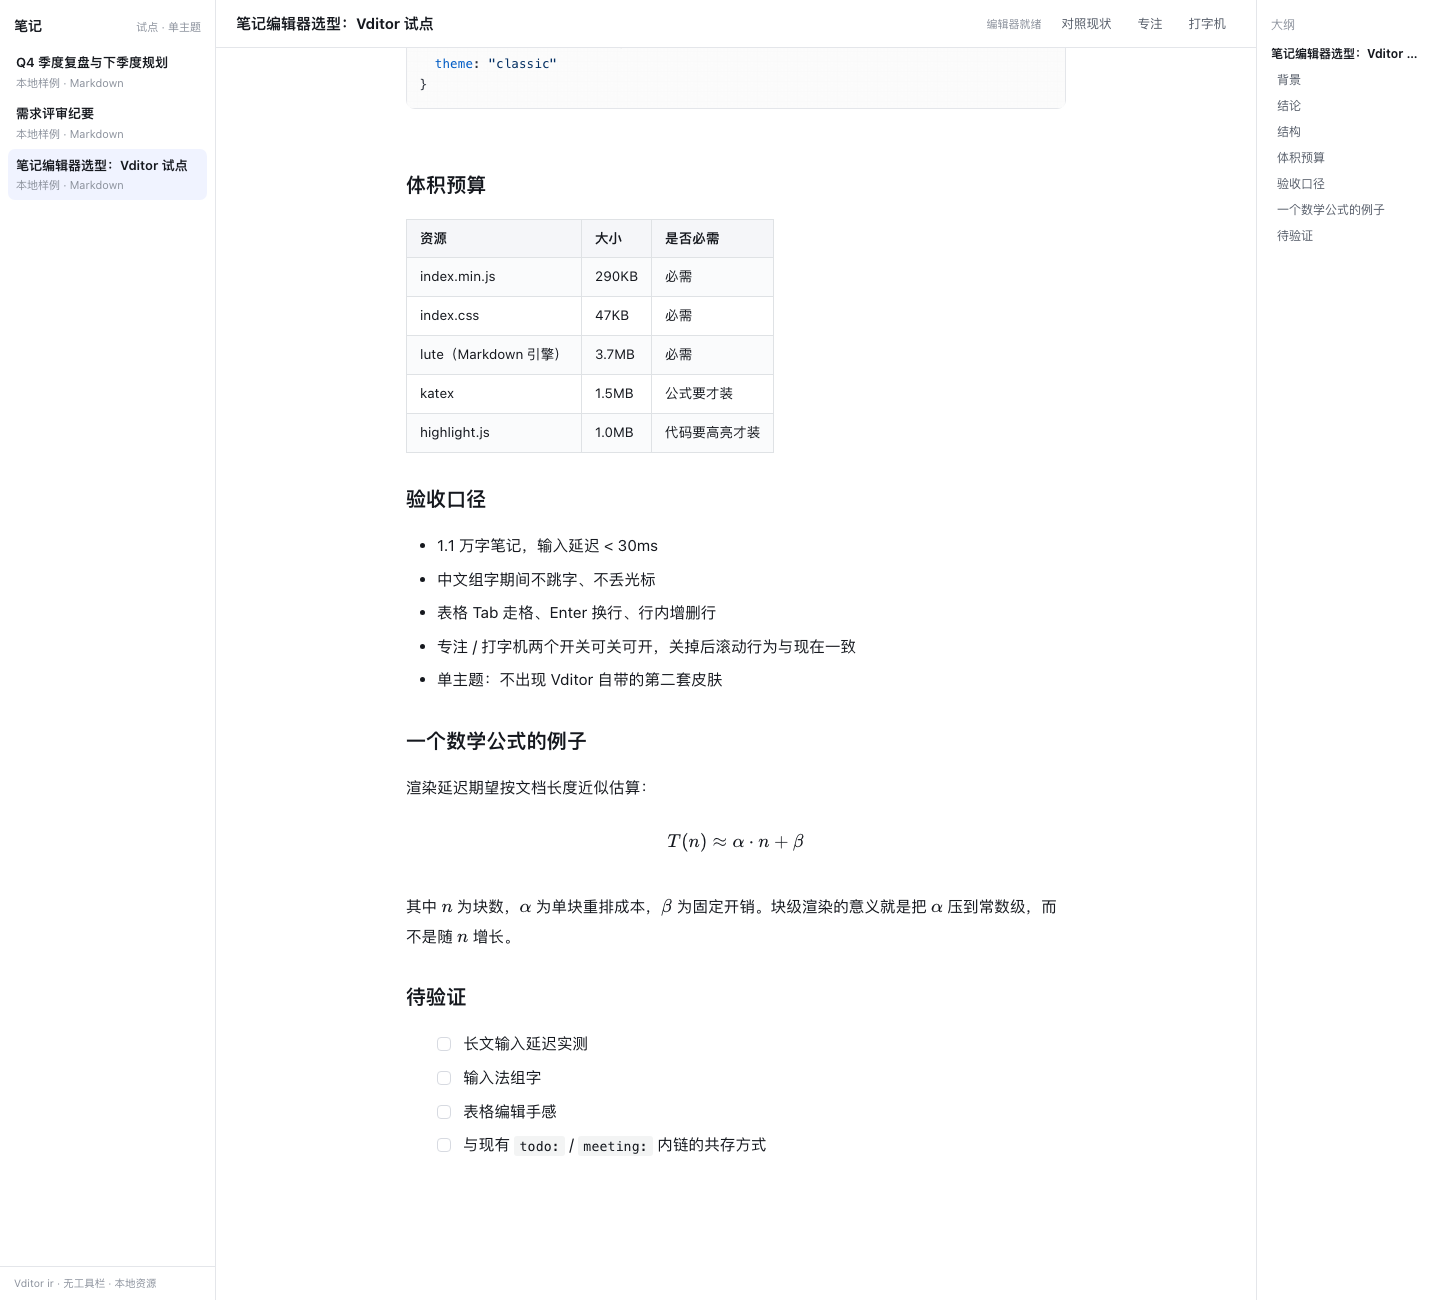 笔记
试点 · 单主题
Q4 季度复盘与下季度规划
本地样例 · Markdown
需求评审纪要
本地样例 · Markdown
笔记编辑器选型：Vditor 试点
本地样例 · Markdown
Vditor ir · 无工具栏 · 本地资源
笔记编辑器选型：Vditor 试点
编辑器就绪 对照现状 专注 打字机
theme: "classic"
}
体积预算
资源 大小 是否必需
index.min.js 290KB 必需
index.css 47KB 必需
lute（Markdown 引擎） 3.7MB 必需
katex 1.5MB 公式要才装
highlight.js 1.0MB 代码要高亮才装
验收口径
• 1.1 万字笔记，输入延迟 < 30ms
• 中文组字期间不跳字、不丢光标
• 表格 Tab 走格、Enter 换行、行内增删行
• 专注 / 打字机两个开关可关可开，关掉后滚动行为与现在一致
• 单主题：不出现 Vditor 自带的第二套皮肤
一个数学公式的例子
渲染延迟期望按文档长度近似估算：
T(n) ≈ α · n + β
其中 n 为块数，α 为单块重排成本，β 为固定开销。块级渲染的意义就是把 α 压到常数级，而
不是随 n 增长。
待验证
长文输入延迟实测
输入法组字
表格编辑手感
与现有 todo: / meeting: 内链的共存方式
大纲
笔记编辑器选型：Vditor ...
背景
结论
结构
体积预算
验收口径
一个数学公式的例子
待验证